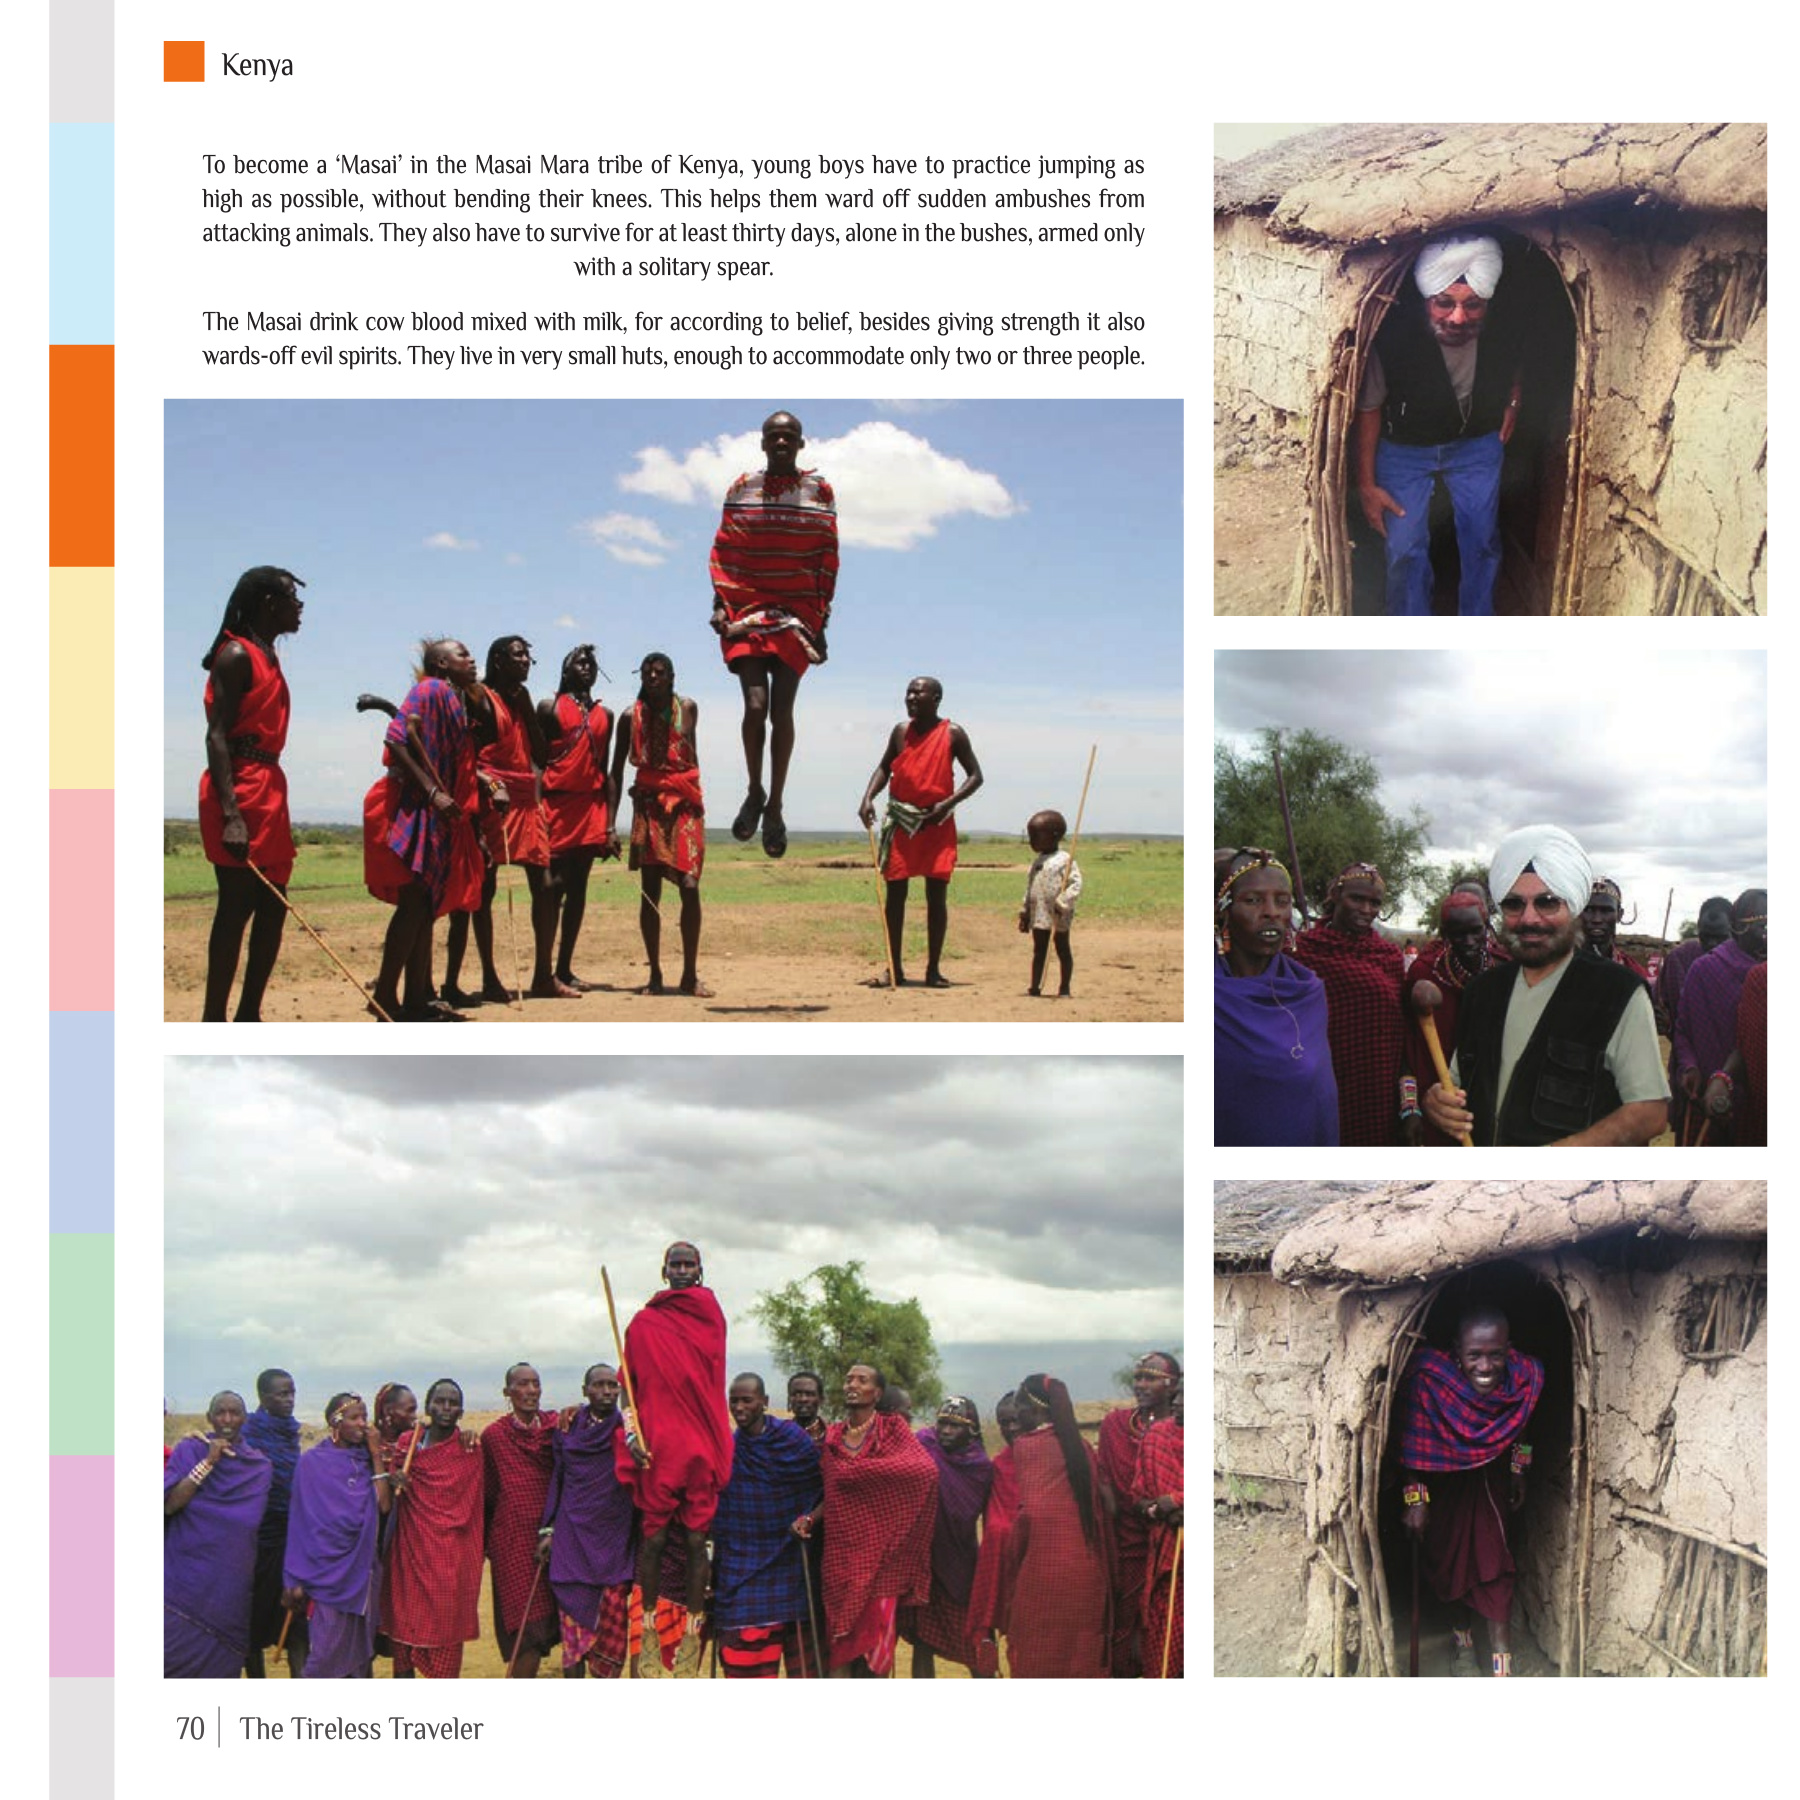 Kenya
To become a ‘Masai’ in the Masai Mara tribe of Kenya, young boys have to practice jumping as
high as possible, without bending their knees. This helps them ward off sudden ambushes from
attacking animals. They also have to survive for at least thirty days, alone in the bushes, armed only
with a solitary spear.
The Masai drink cow blood mixed with milk, for according to belief, besides giving strength it also
wards-off evil spirits. They live in very small huts, enough to accommodate only two or three people.
70 | The Tireless Traveler